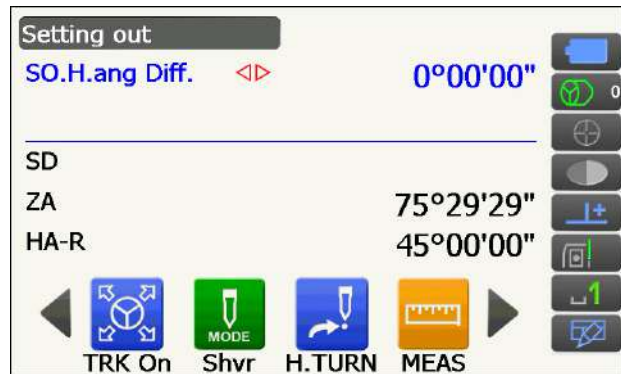 Setting out
SO.H.ang Diff. 0°00'00"
0
SD
ZA 75°29'29"
HA-R 45°00'00"
1
MODE
TRK On Shvr H.TURN MEAS